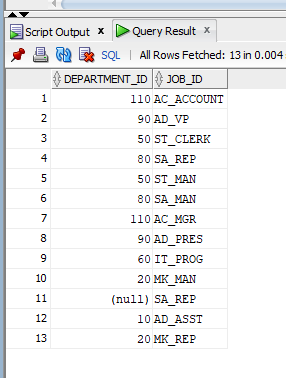 Script Output x Query Result x
SQL | All Rows Fetched: 13 in 0.004 s
DEPARTMENT_ID JOB_ID
1 110 AC_ACCOUNT
2 90 AD_VP
3 50 ST_CLERK
4 80 SA_REP
5 50 ST_MAN
6 80 SA_MAN
7 110 AC_MGR
8 90 AD_PRES
9 60 IT_PROG
10 20 MK_MAN
11 (null) SA_REP
12 10 AD_ASST
13 20 MK_REP